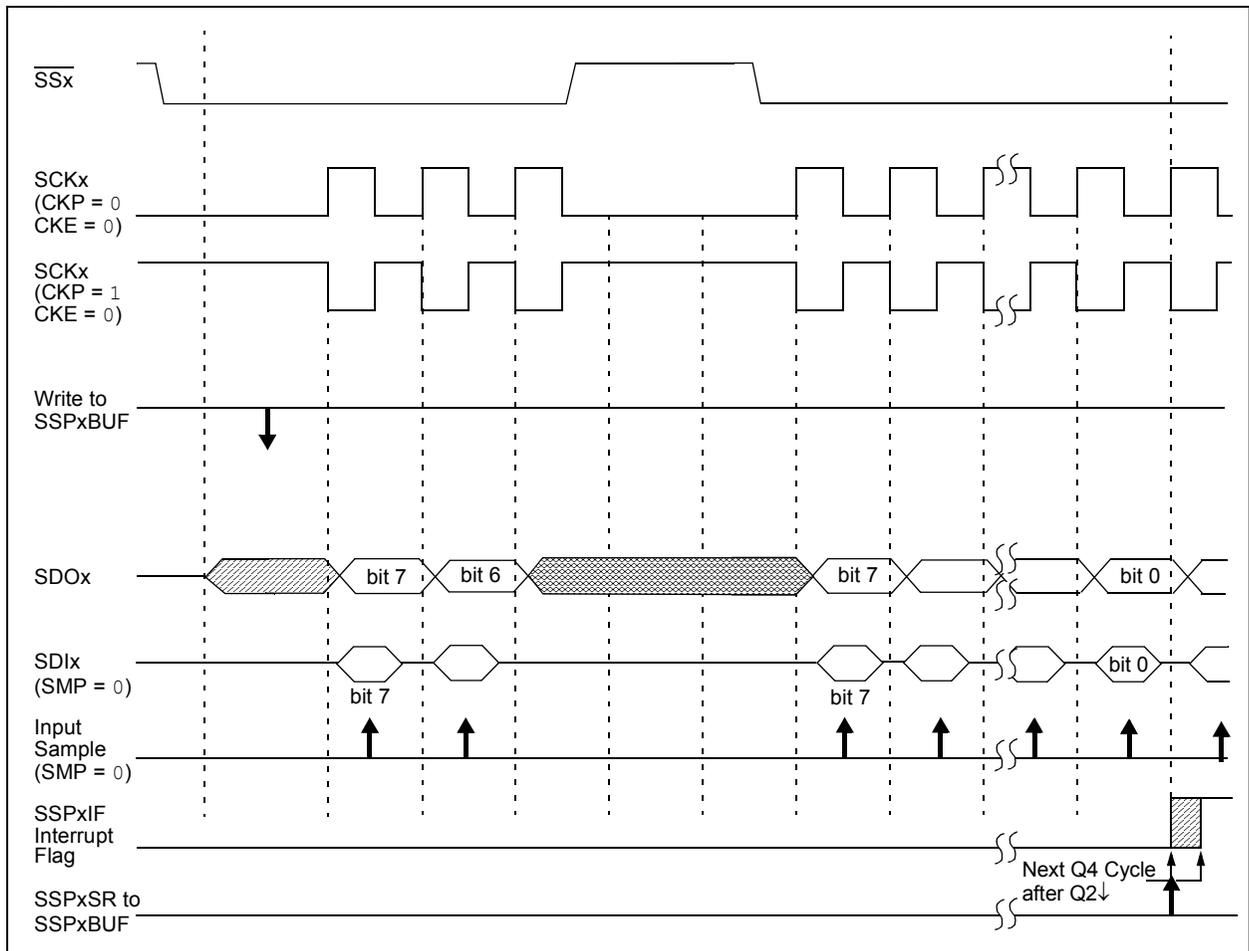 SSx
SCKx
(CKP = 0
CKE = 0)
SCKx
(CKP = 1
CKE = 0)
Write to
SSPxBUF
SDOx
bit 7
bit 6
bit 7
bit 0
SDIx
(SMP = 0)
bit 7
bit 7
bit 0
Input
Sample
(SMP = 0)
SSPxIF
Interrupt
Flag
Next Q4 Cycle
after Q2↓
SSPxSR to
SSPxBUF